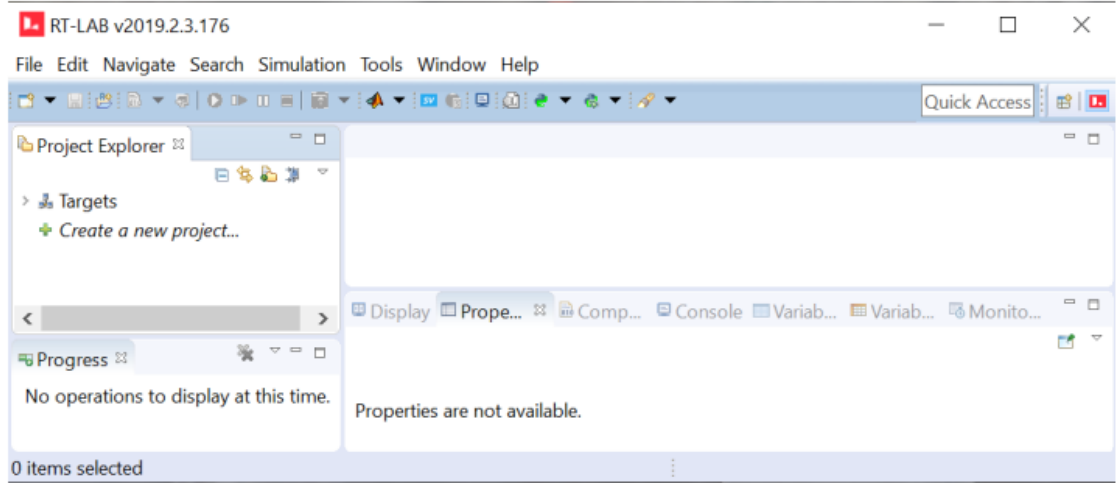 RT-LAB v2019.2.3.176
File Edit Navigate Search Simulation Tools Window Help
SV Quick Access
Project Explorer
Targets
Create a new project...
Display Prope... Comp... Console Variab... Variab... Monito...
Progress
No operations to display at this time.
Properties are not available.
0 items selected